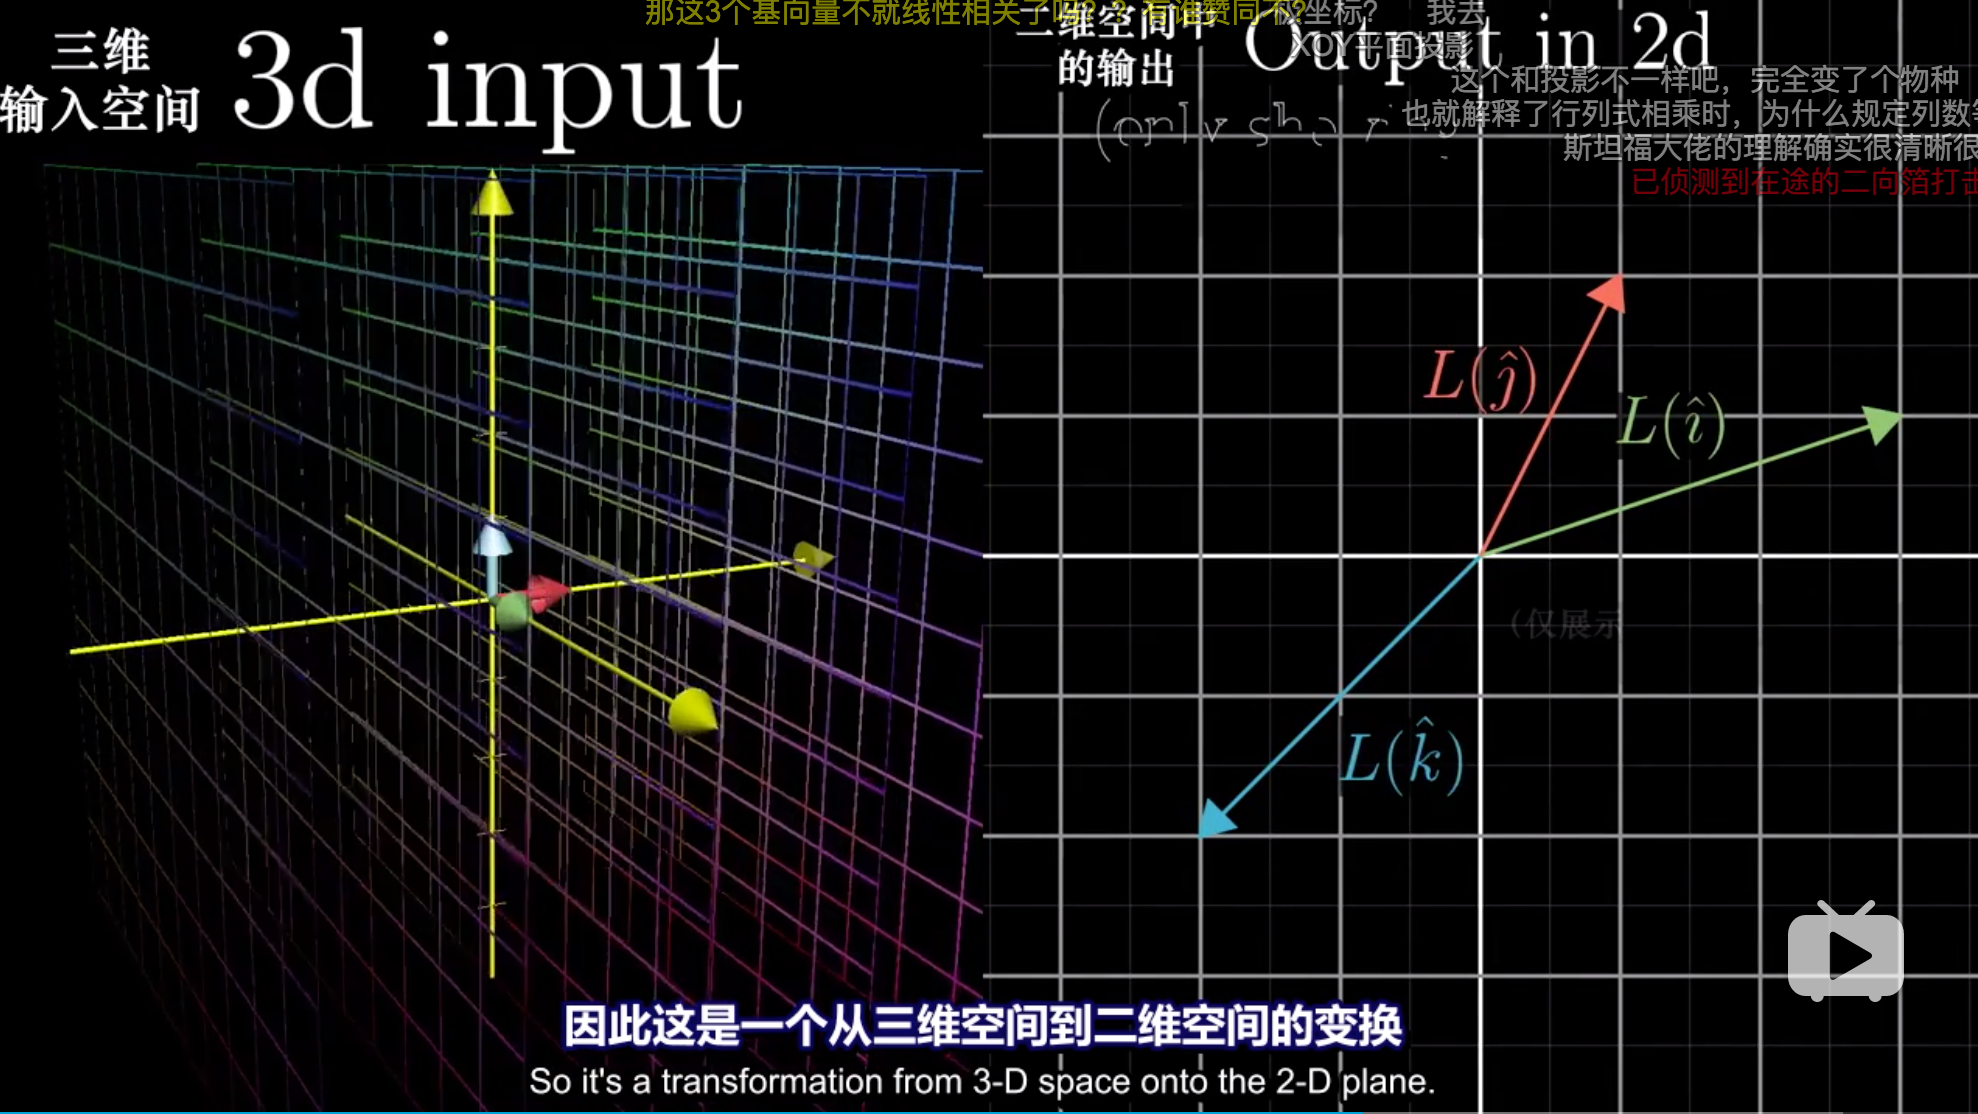 那这3个基向量不就线性相关了吗？？有谁赞同不？
坐标？
我去
三维
输入空间
3d input
二维空间中
的输出
Output in 2d
XOY平面投影
这个和投影不一样吧，完全变了个物种
也就解释了行列式相乘时，为什么规定列数
斯坦福大佬的理解确实很清晰很
已侦测到在途的二向箔打击
(only sho
L(ĵ)
L(î)
(仅展示
L(k̂)
因此这是一个从三维空间到二维空间的变换
So it's a transformation from 3-D space onto the 2-D plane.